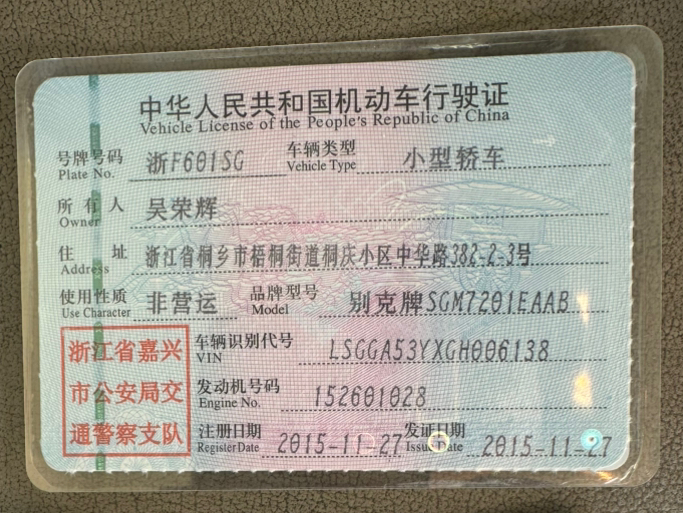 中华人民共和国机动车行驶证
Vehicle License of the People's Republic of China
号牌号码 浙F601SG 车辆类型 小型轿车
Plate No. Vehicle Type
所有人 吴荣辉
Owner
住址 浙江省桐乡市梧桐街道桐庆小区中华路382-2-3号
Address
使用性质 非营运 品牌型号 别克牌SGM7201EAAB
Use Character Model
浙江省嘉兴
市公安局交
通警察支队
车辆识别代号 LSGGA53YXGH006138
VIN
发动机号码 152601028
Engine No.
注册日期 2015-11-27 发证日期 2015-11-27
Register Date Issue Date